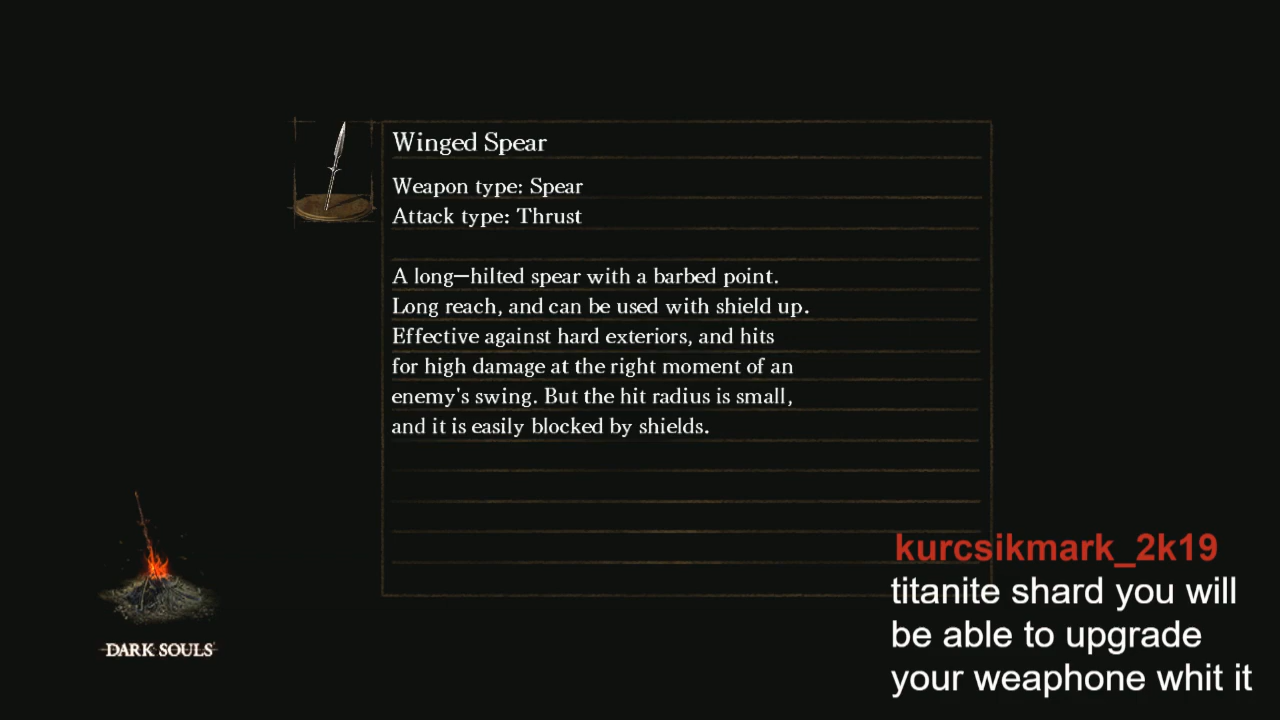 Winged Spear
Weapon type: Spear
Attack type: Thrust
A long—hilted spear with a barbed point.
Long reach, and can be used with shield up.
Effective against hard exteriors, and hits
for high damage at the right moment of an
enemy's swing. But the hit radius is small,
and it is easily blocked by shields.
DARK SOULS
kurcsikmark_2k19
titanite shard you will
be able to upgrade
your weaphone whit it